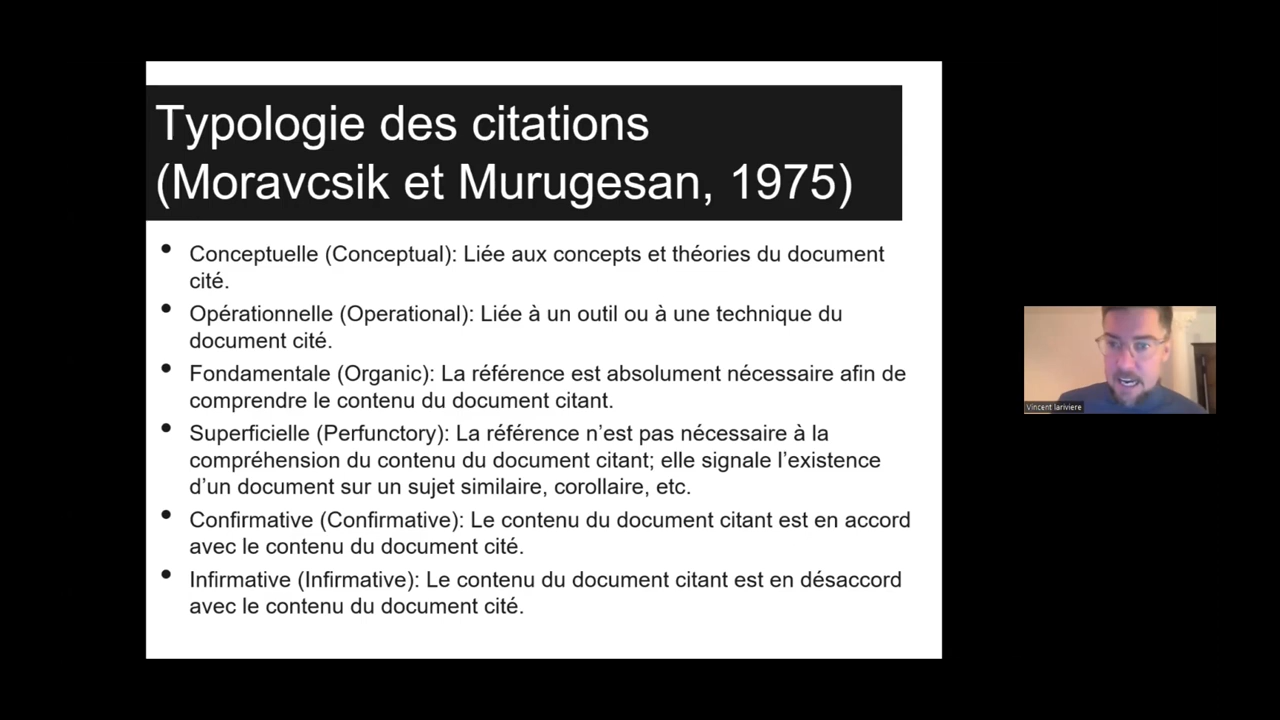 Typologie des citations
(Moravcsik et Murugesan, 1975)
• Conceptuelle (Conceptual): Liée aux concepts et théories du document
cité.
• Opérationnelle (Operational): Liée à un outil ou à une technique du
document cité.
• Fondamentale (Organic): La référence est absolument nécessaire afin de
comprendre le contenu du document citant.
• Superficielle (Perfunctory): La référence n’est pas nécessaire à la
compréhension du contenu du document citant; elle signale l’existence
d’un document sur un sujet similaire, corollaire, etc.
• Confirmative (Confirmative): Le contenu du document citant est en accord
avec le contenu du document cité.
• Infirmative (Infirmative): Le contenu du document citant est en désaccord
avec le contenu du document cité.
Vincent lariviere